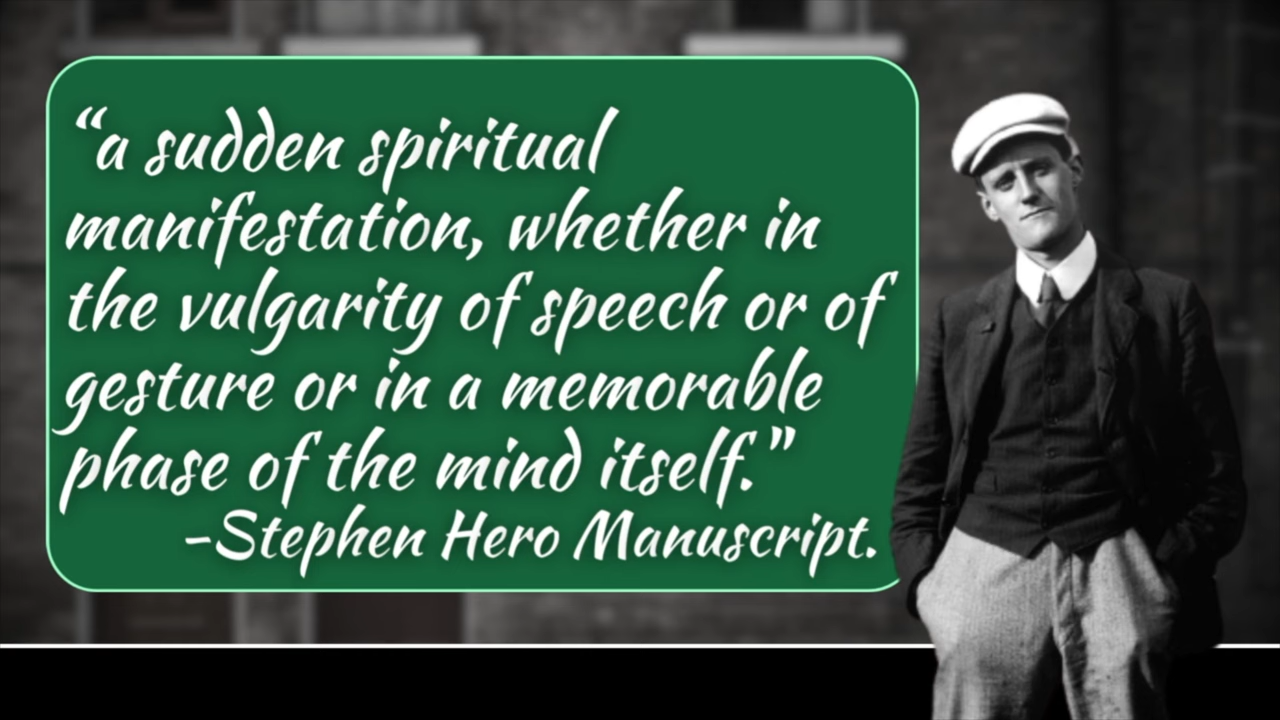 “a sudden spiritual
manifestation, whether in
the vulgarity of speech or of
gesture or in a memorable
phase of the mind itself.”
-Stephen Hero Manuscript.